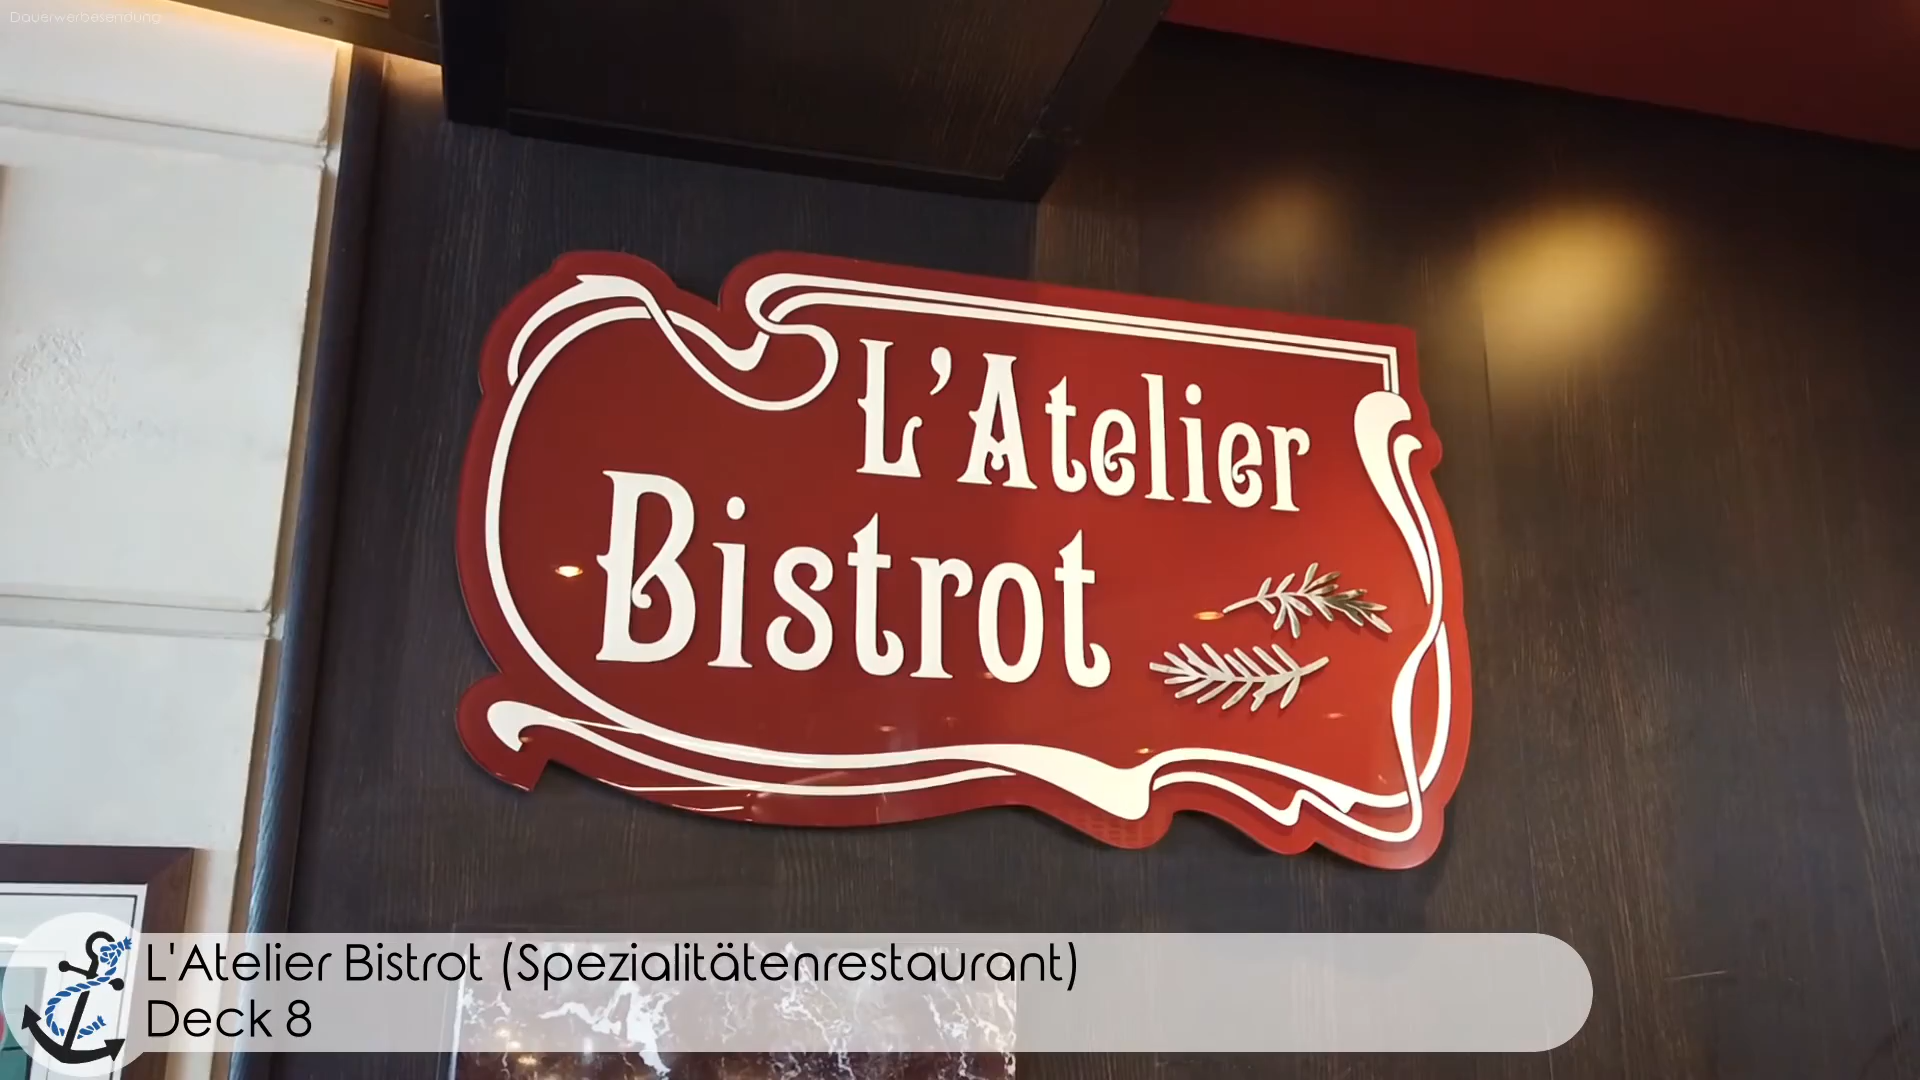 Dauerwerbesendung
L'Atelier
Bistrot
L'Atelier Bistrot (Spezialitätenrestaurant)
Deck 8